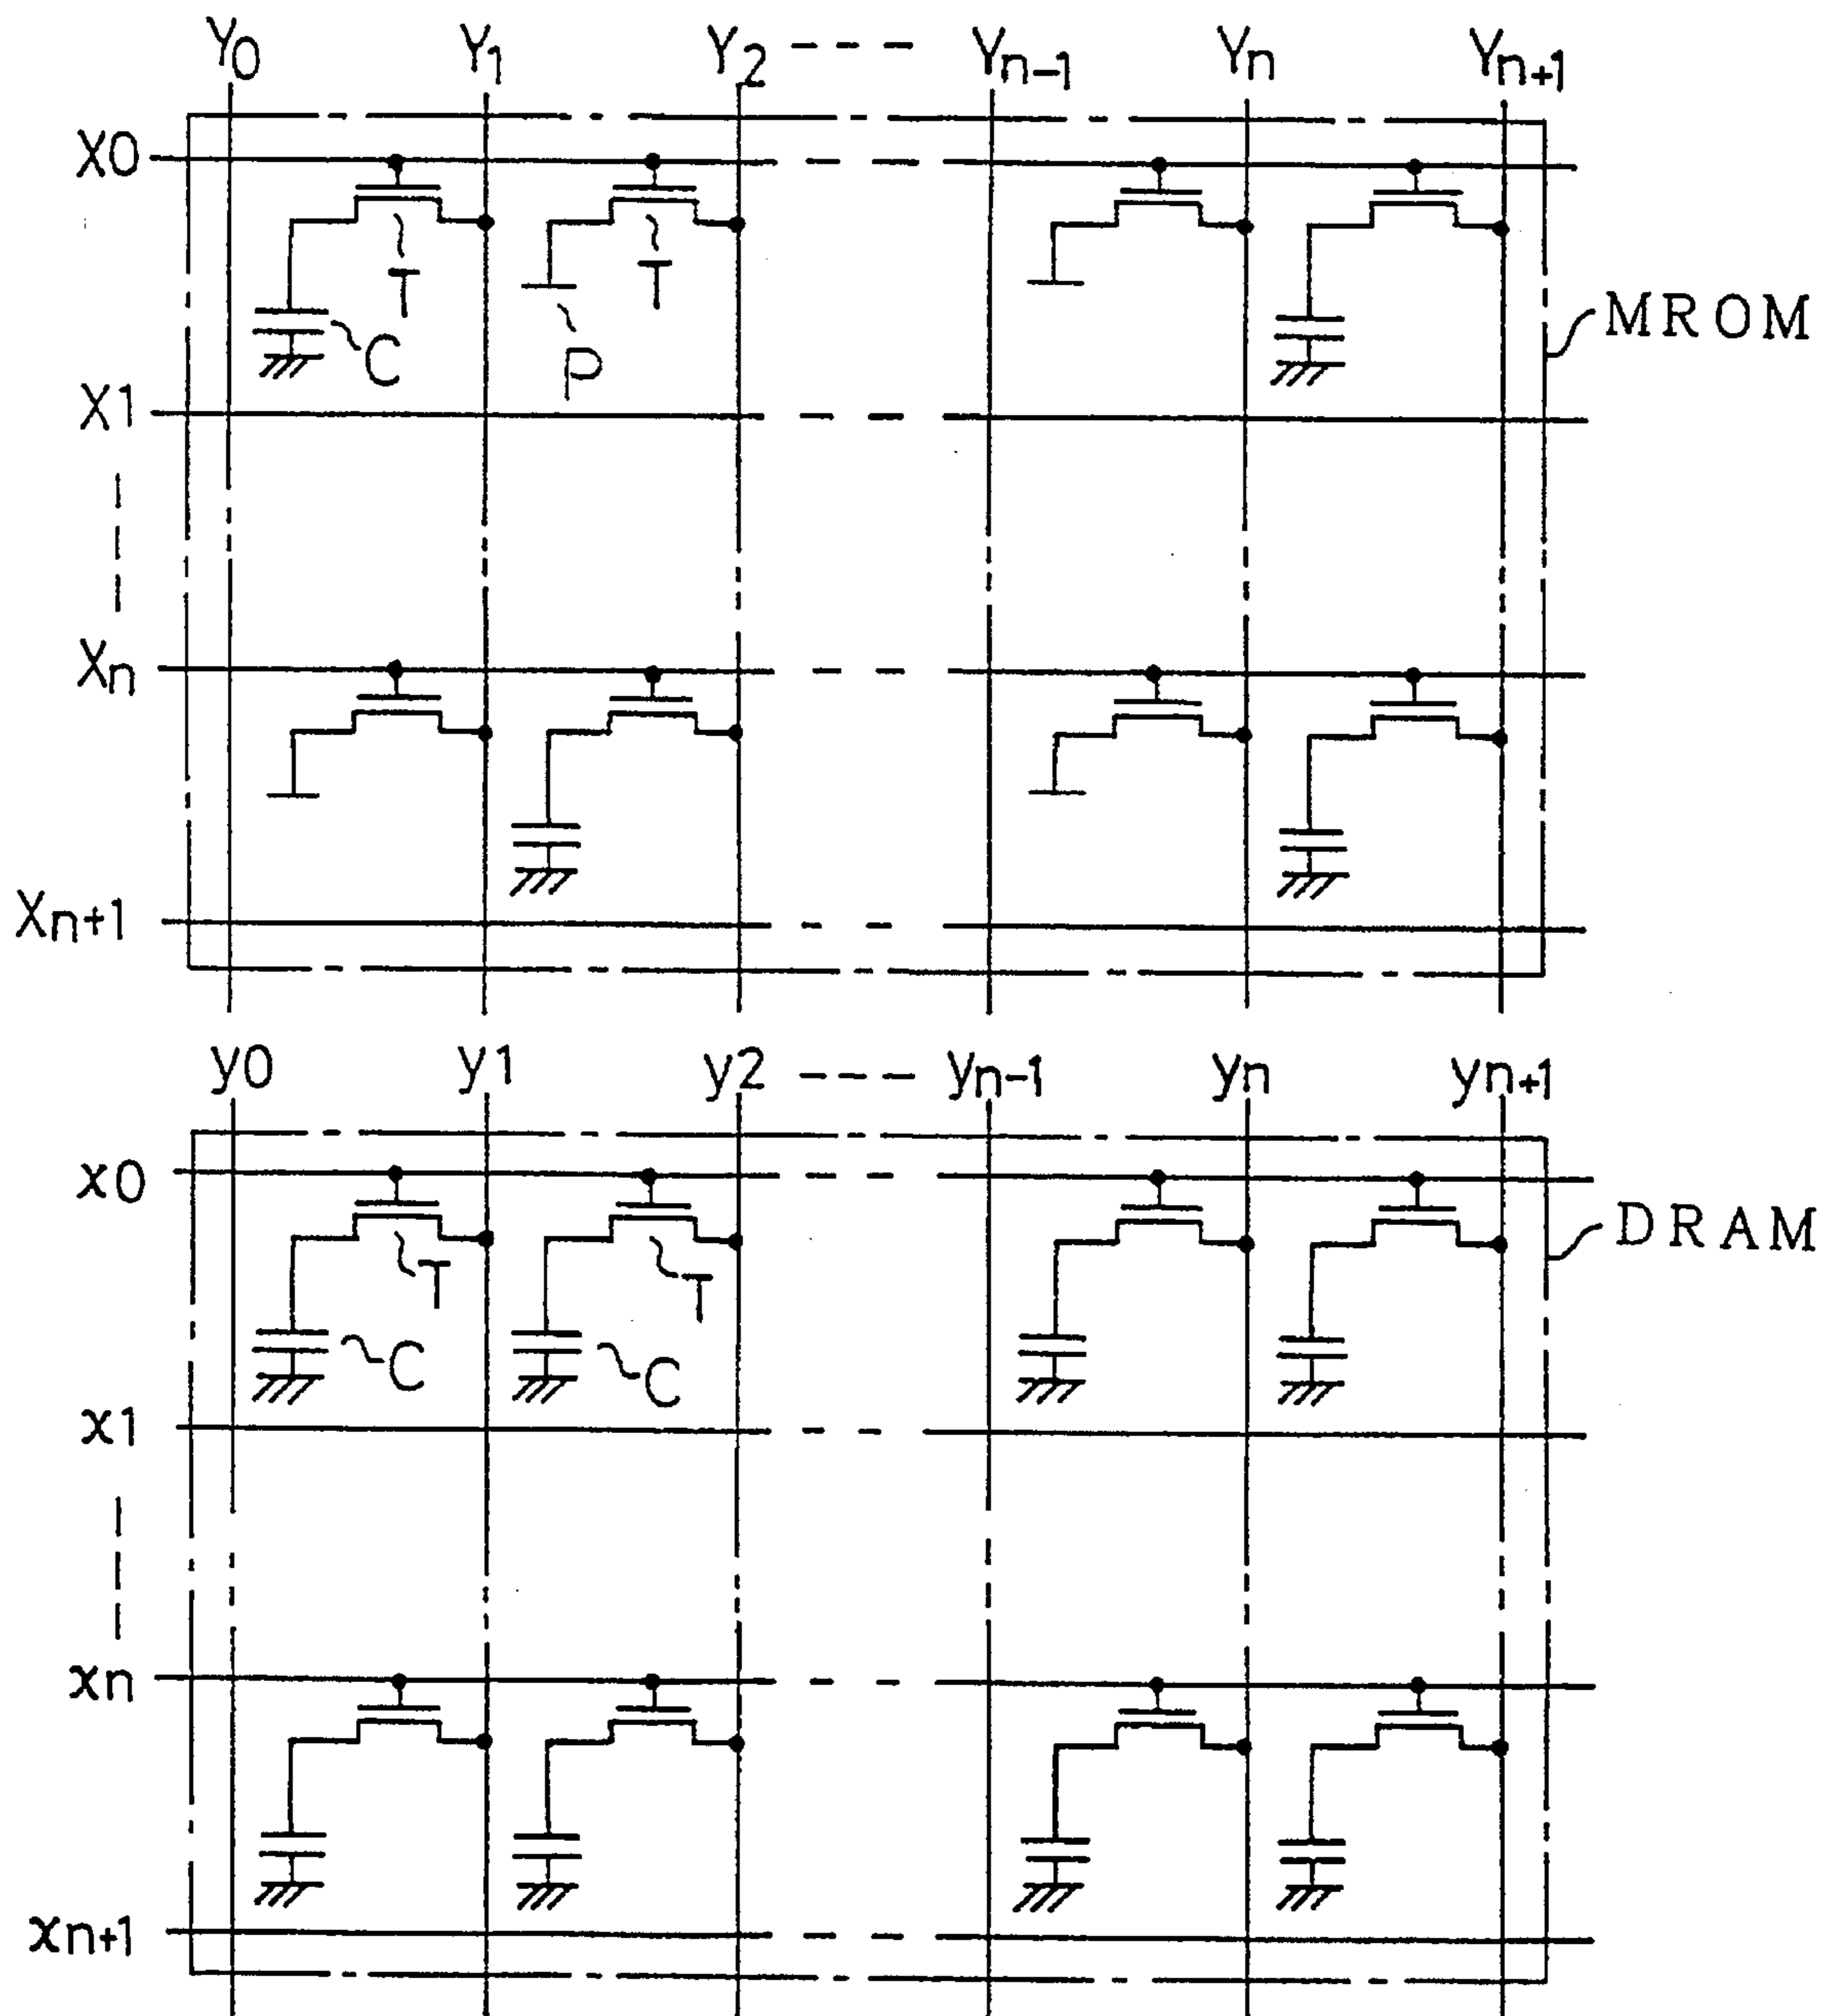 Y0 Y1 Y2 ---- Yn-1 Yn Yn+1
X0
T T
MROM
C P
X1
Xn
Xn+1
y0 y1 y2 ---- yn-1 yn yn+1
x0
DRAM
T T
C C
x1
xn
xn+1